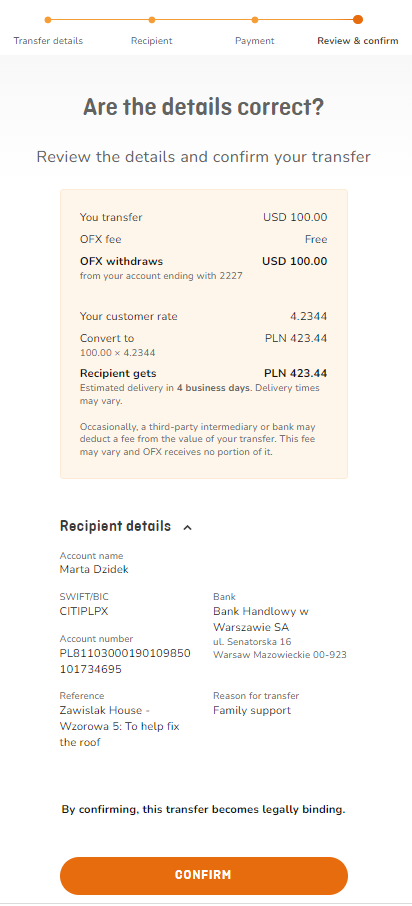 Transfer details
Recipient
Payment
Review & confirm
Are the details correct?
Review the details and confirm your transfer
You transfer USD 100.00
OFX fee Free
OFX withdraws USD 100.00
from your account ending with 2227
Your customer rate 4.2344
Convert to PLN 423.44
100.00 × 4.2344
Recipient gets PLN 423.44
Estimated delivery in 4 business days. Delivery times
may vary.
Occasionally, a third-party intermediary or bank may
deduct a fee from the value of your transfer. This fee
may vary and OFX receives no portion of it.
Recipient details
Account name
Marta Dzidek
SWIFT/BIC
CITIPLPX
Bank
Bank Handlowy w
Warszawie SA
ul. Senatorska 16
Warsaw Mazowieckie 00-923
Account number
PL81103000190109850
101734695
Reference
Zawislak House -
Wzorowa 5: To help fix
the roof
Reason for transfer
Family support
By confirming, this transfer becomes legally binding.
CONFIRM